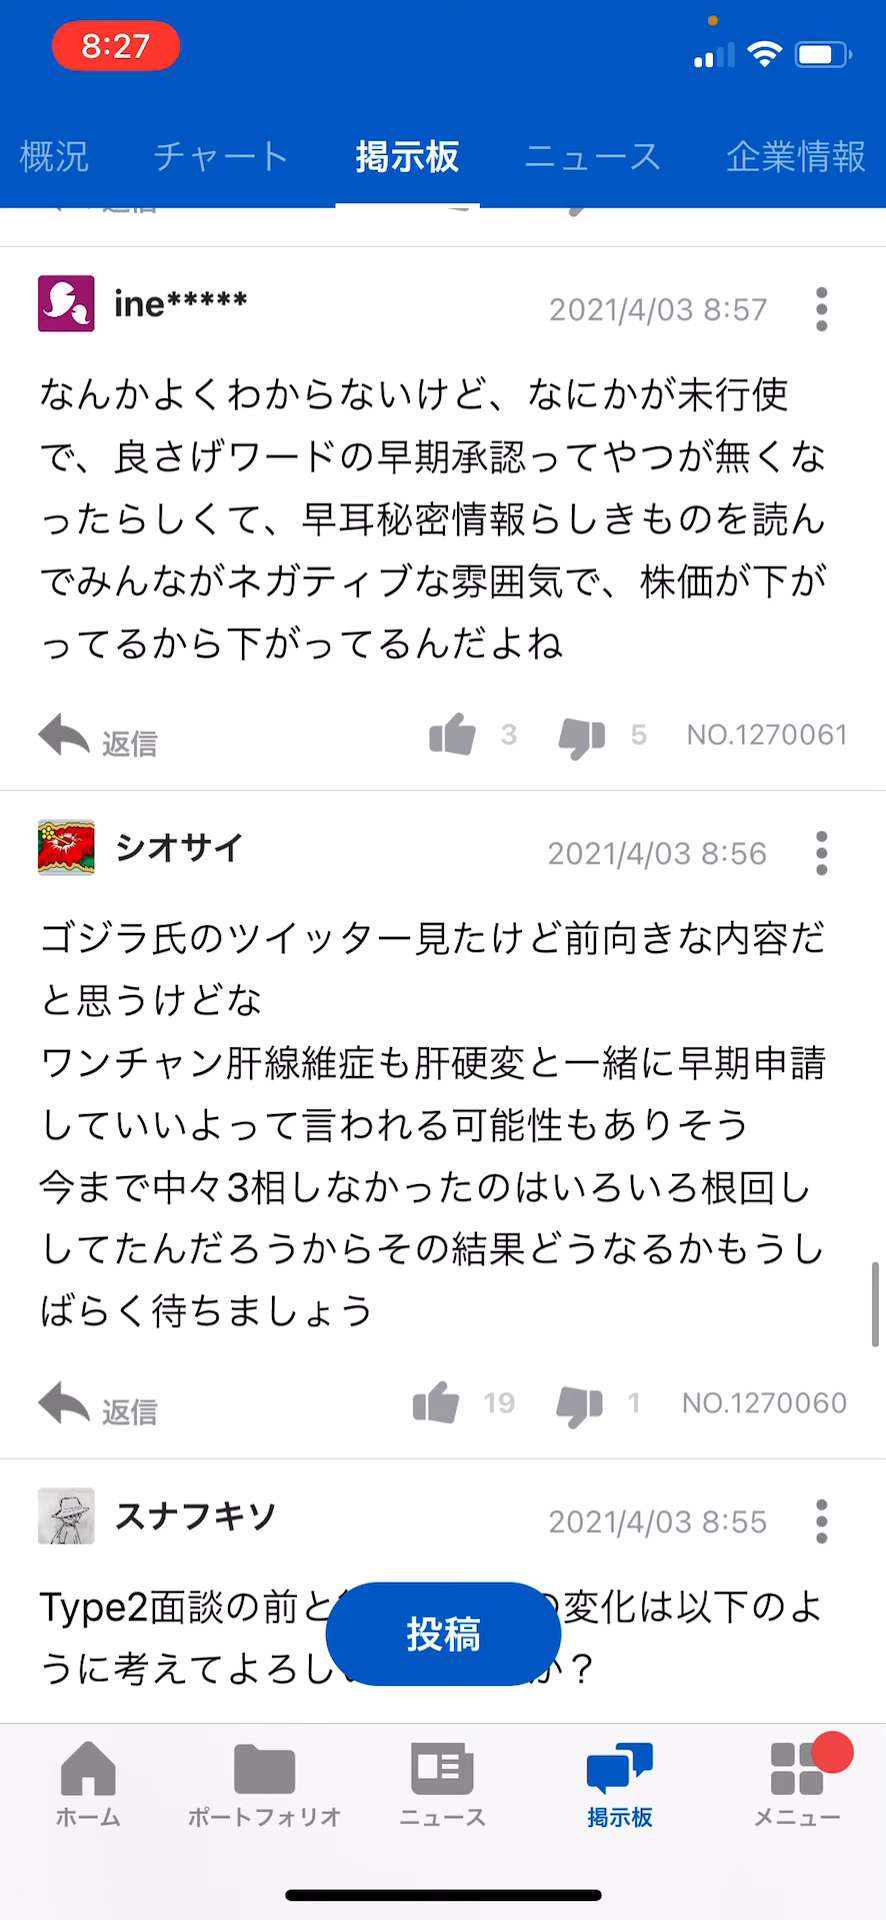 8:27
概況 チャート 掲示板 ニュース 企業情報
ine*****
2021/4/03 8:57
なんかよくわからないけど、なにかが未行使
で、良さげワードの早期承認ってやつが無くな
ったらしくて、早耳秘密情報らしきものを読ん
でみんながネガティブな雰囲気で、株価が下が
ってるから下がってるんだよね
返信 3 5 NO.1270061
シオサイ
2021/4/03 8:56
ゴジラ氏のツイッター見たけど前向きな内容だ
と思うけどな
ワンチャン肝線維症も肝硬変と一緒に早期申請
していいよって言われる可能性もありそう
今まで中々3相しなかったのはいろいろ根回し
してたんだろうからその結果どうなるかもうし
ばらく待ちましょう
返信 19 1 NO.1270060
スナフキソ
2021/4/03 8:55
Type2面談の前と 変化は以下のよ
うに考えてよろし か？
投稿
ホーム ポートフォリオ ニュース 掲示板 メニュー